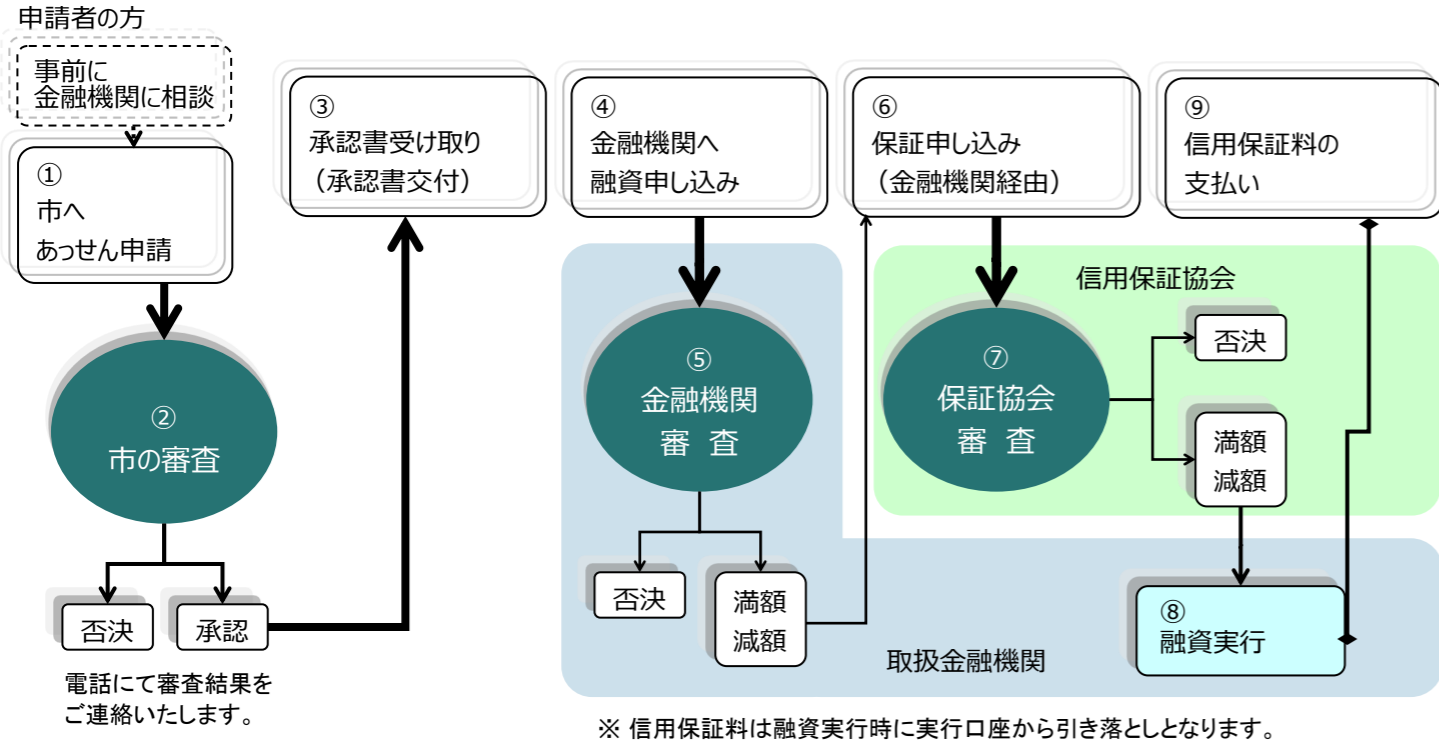 申請者の方
事前に
金融機関に相談
①
市へ
あっせん申請
②
市の審査
否決
承認
電話にて審査結果を
ご連絡いたします。
③
承認書受け取り
（承認書交付）
④
金融機関へ
融資申し込み
⑤
金融機関
審 査
否決
満額
減額
⑥
保証申し込み
（金融機関経由）
信用保証協会
⑦
保証協会
審 査
否決
満額
減額
⑧
融資実行
取扱金融機関
⑨
信用保証料の
支払い
※ 信用保証料は融資実行時に実行口座から引き落としとなります。